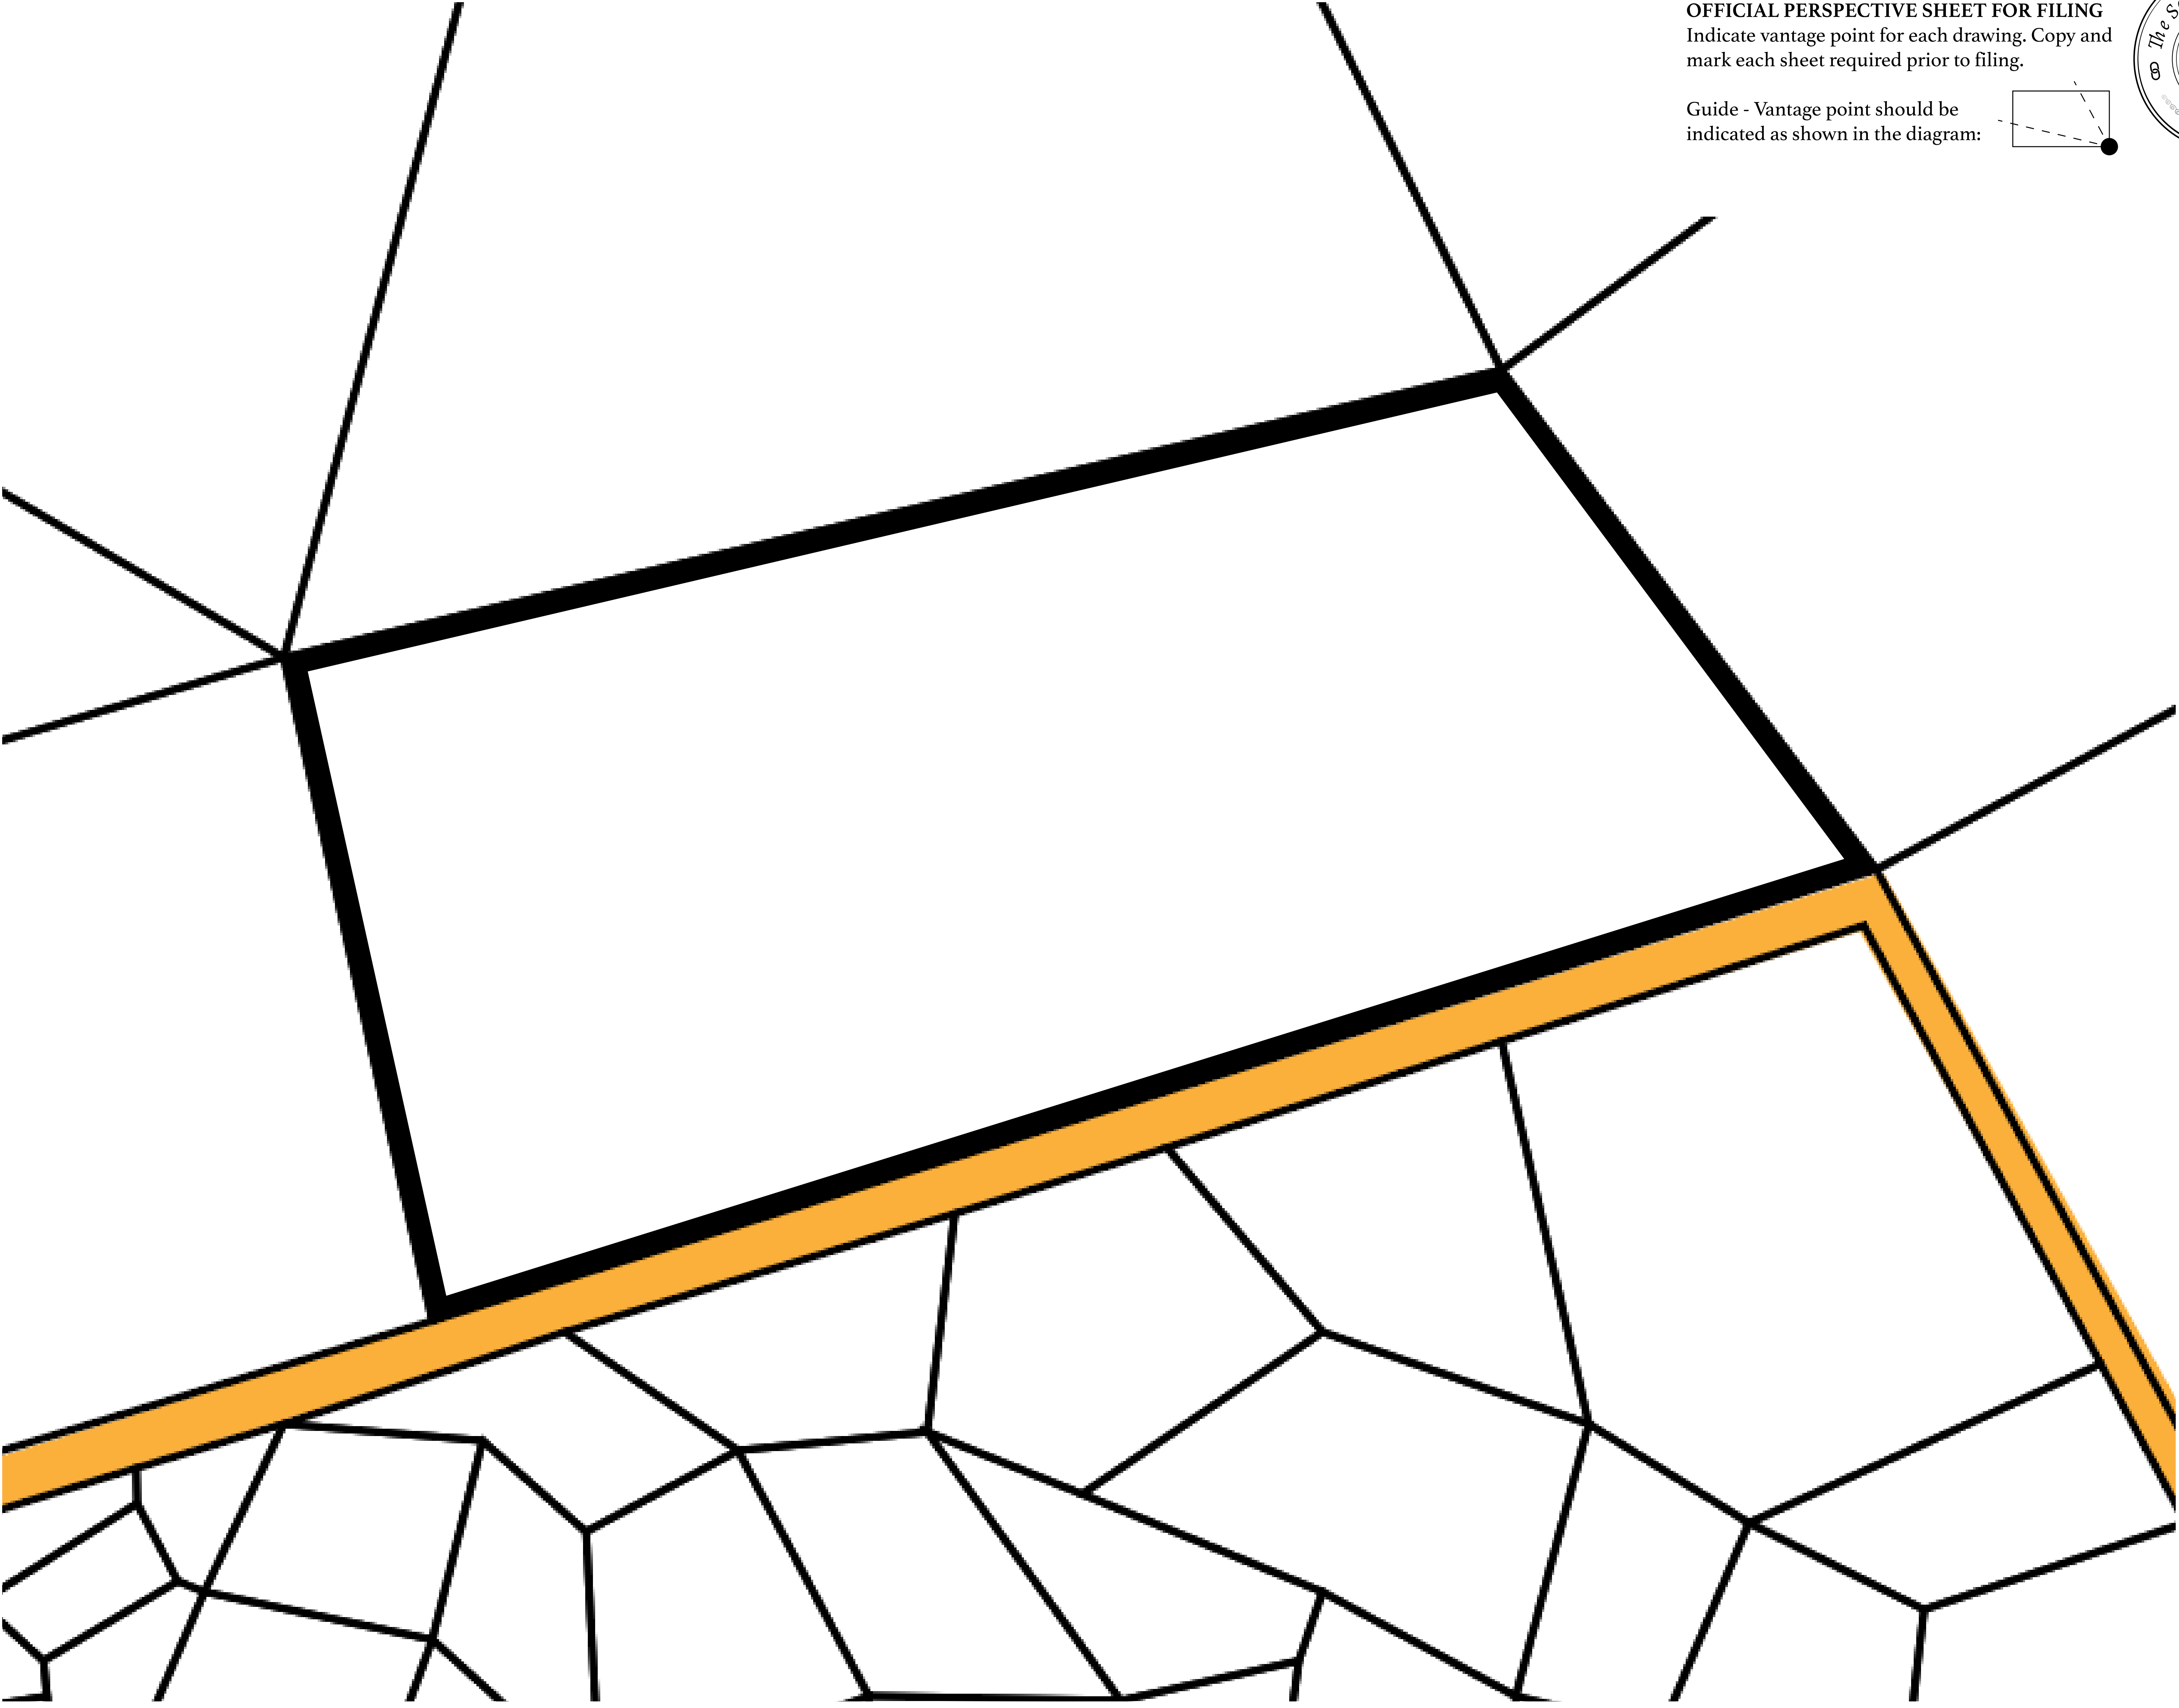 OFFICIAL PERSPECTIVE SHEET FOR FILING
Indicate vantage point for each drawing. Copy and
mark each sheet required prior to filing.
Guide - Vantage point should be
indicated as shown in the diagram:
The